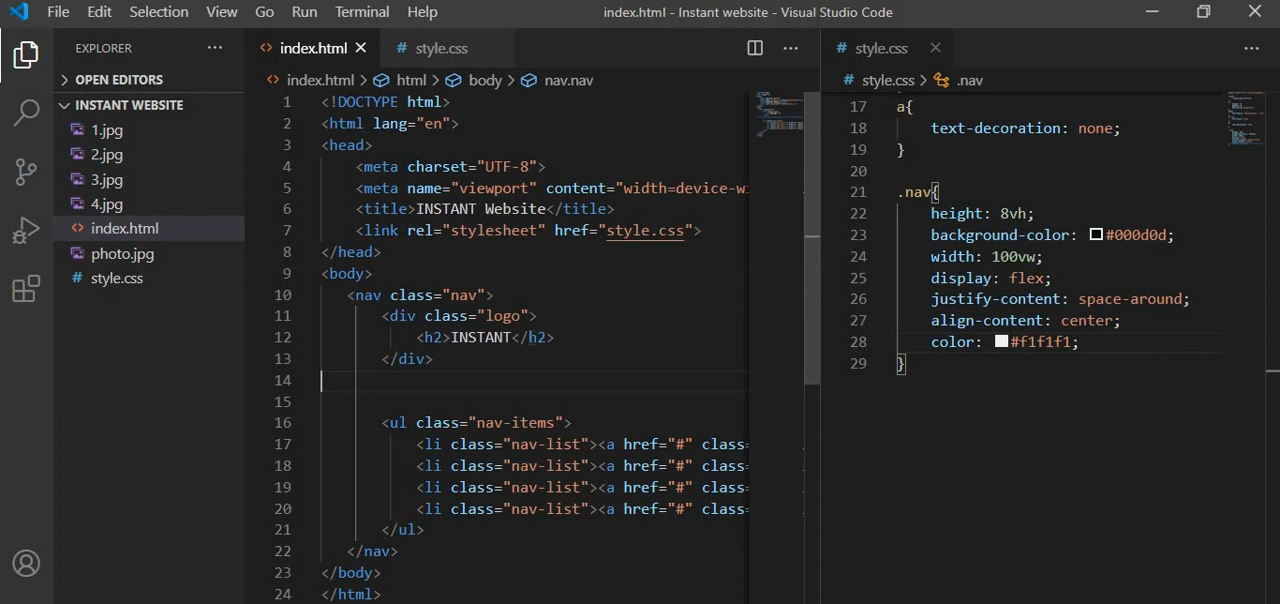 File Edit Selection View Go Run Terminal Help index.html - Instant website - Visual Studio Code
EXPLORER ···
OPEN EDITORS
INSTANT WEBSITE
1.jpg
2.jpg
3.jpg
4.jpg
<> index.html
photo.jpg
# style.css
<> index.html # style.css ···
<> index.html > html > body > nav.nav
1 <!DOCTYPE html>
2 <html lang="en">
3 <head>
4 <meta charset="UTF-8">
5 <meta name="viewport" content="width=device-wi
6 <title>INSTANT Website</title>
7 <link rel="stylesheet" href="style.css">
8 </head>
9 <body>
10 <nav class="nav">
11 <div class="logo">
12 <h2>INSTANT</h2>
13 </div>
14
15
16 <ul class="nav-items">
17 <li class="nav-list"><a href="#" class=
18 <li class="nav-list"><a href="#" class=
19 <li class="nav-list"><a href="#" class=
20 <li class="nav-list"><a href="#" class=
21 </ul>
22 </nav>
23 </body>
24 </html>
# style.css ···
# style.css > .nav
17 a{
18 text-decoration: none;
19 }
20
21 .nav{
22 height: 8vh;
23 background-color: #000d0d;
24 width: 100vw;
25 display: flex;
26 justify-content: space-around;
27 align-content: center;
28 color: #f1f1f1;
29 }